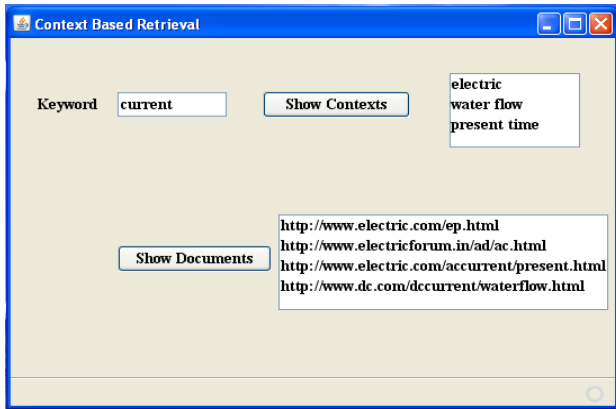 Context Based Retrieval
Keyword current Show Contexts
electric
water flow
present time
Show Documents
http://www.electric.com/ep.html
http://www.electricforum.in/ad/ac.html
http://www.electric.com/accurrent/present.html
http://www.dc.com/dccurrent/waterflow.html